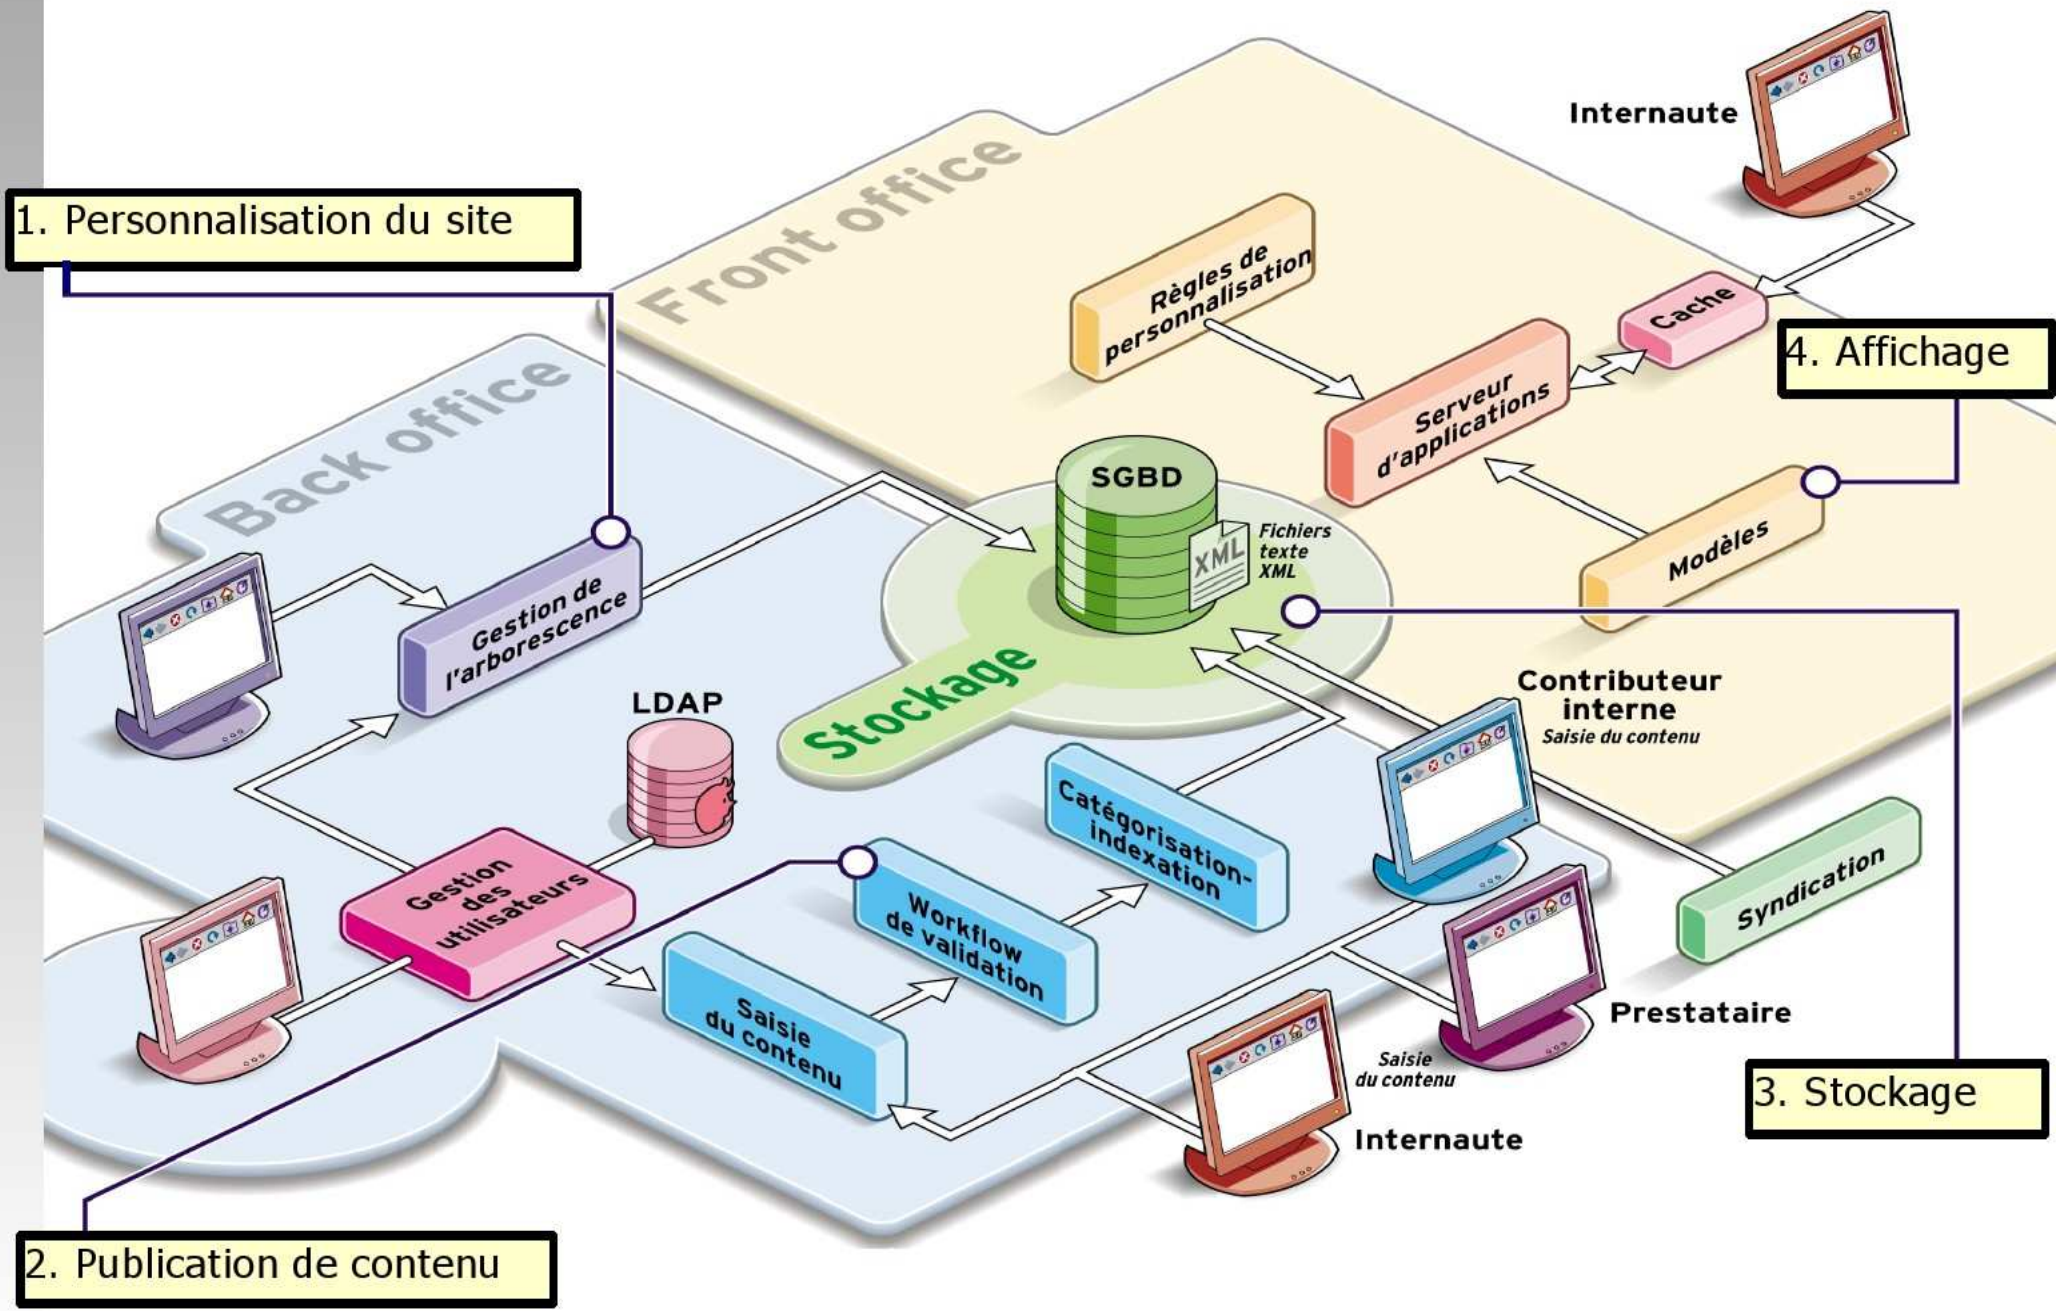 Internaute
1. Personnalisation du site
Front office
Règles de
personnalisation
Cache
4. Affichage
Back office
Serveur
d'applications
SGBD
XML
Fichiers
texte
XML
Modèles
Gestion de
l'arborescence
Stockage
LDAP
Contributeur
interne
Saisie du contenu
Catégorisation-
indexation
Gestion
des
utilisateurs
Workflow
de validation
Syndication
Saisie
du contenu
Prestataire
Saisie
du contenu
3. Stockage
Internaute
2. Publication de contenu